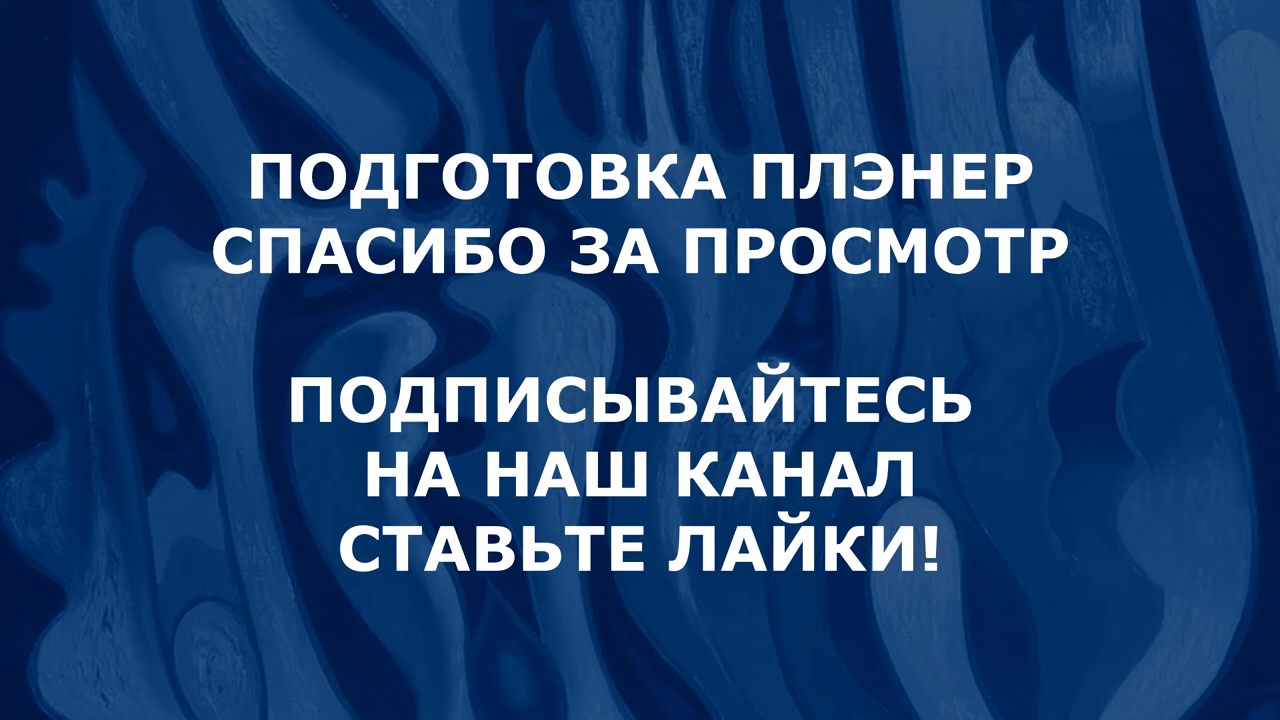 ПОДГОТОВКА ПЛЭНЕР
СПАСИБО ЗА ПРОСМОТР
ПОДПИСЫВАЙТЕСЬ
НА НАШ КАНАЛ
СТАВЬТЕ ЛАЙКИ!